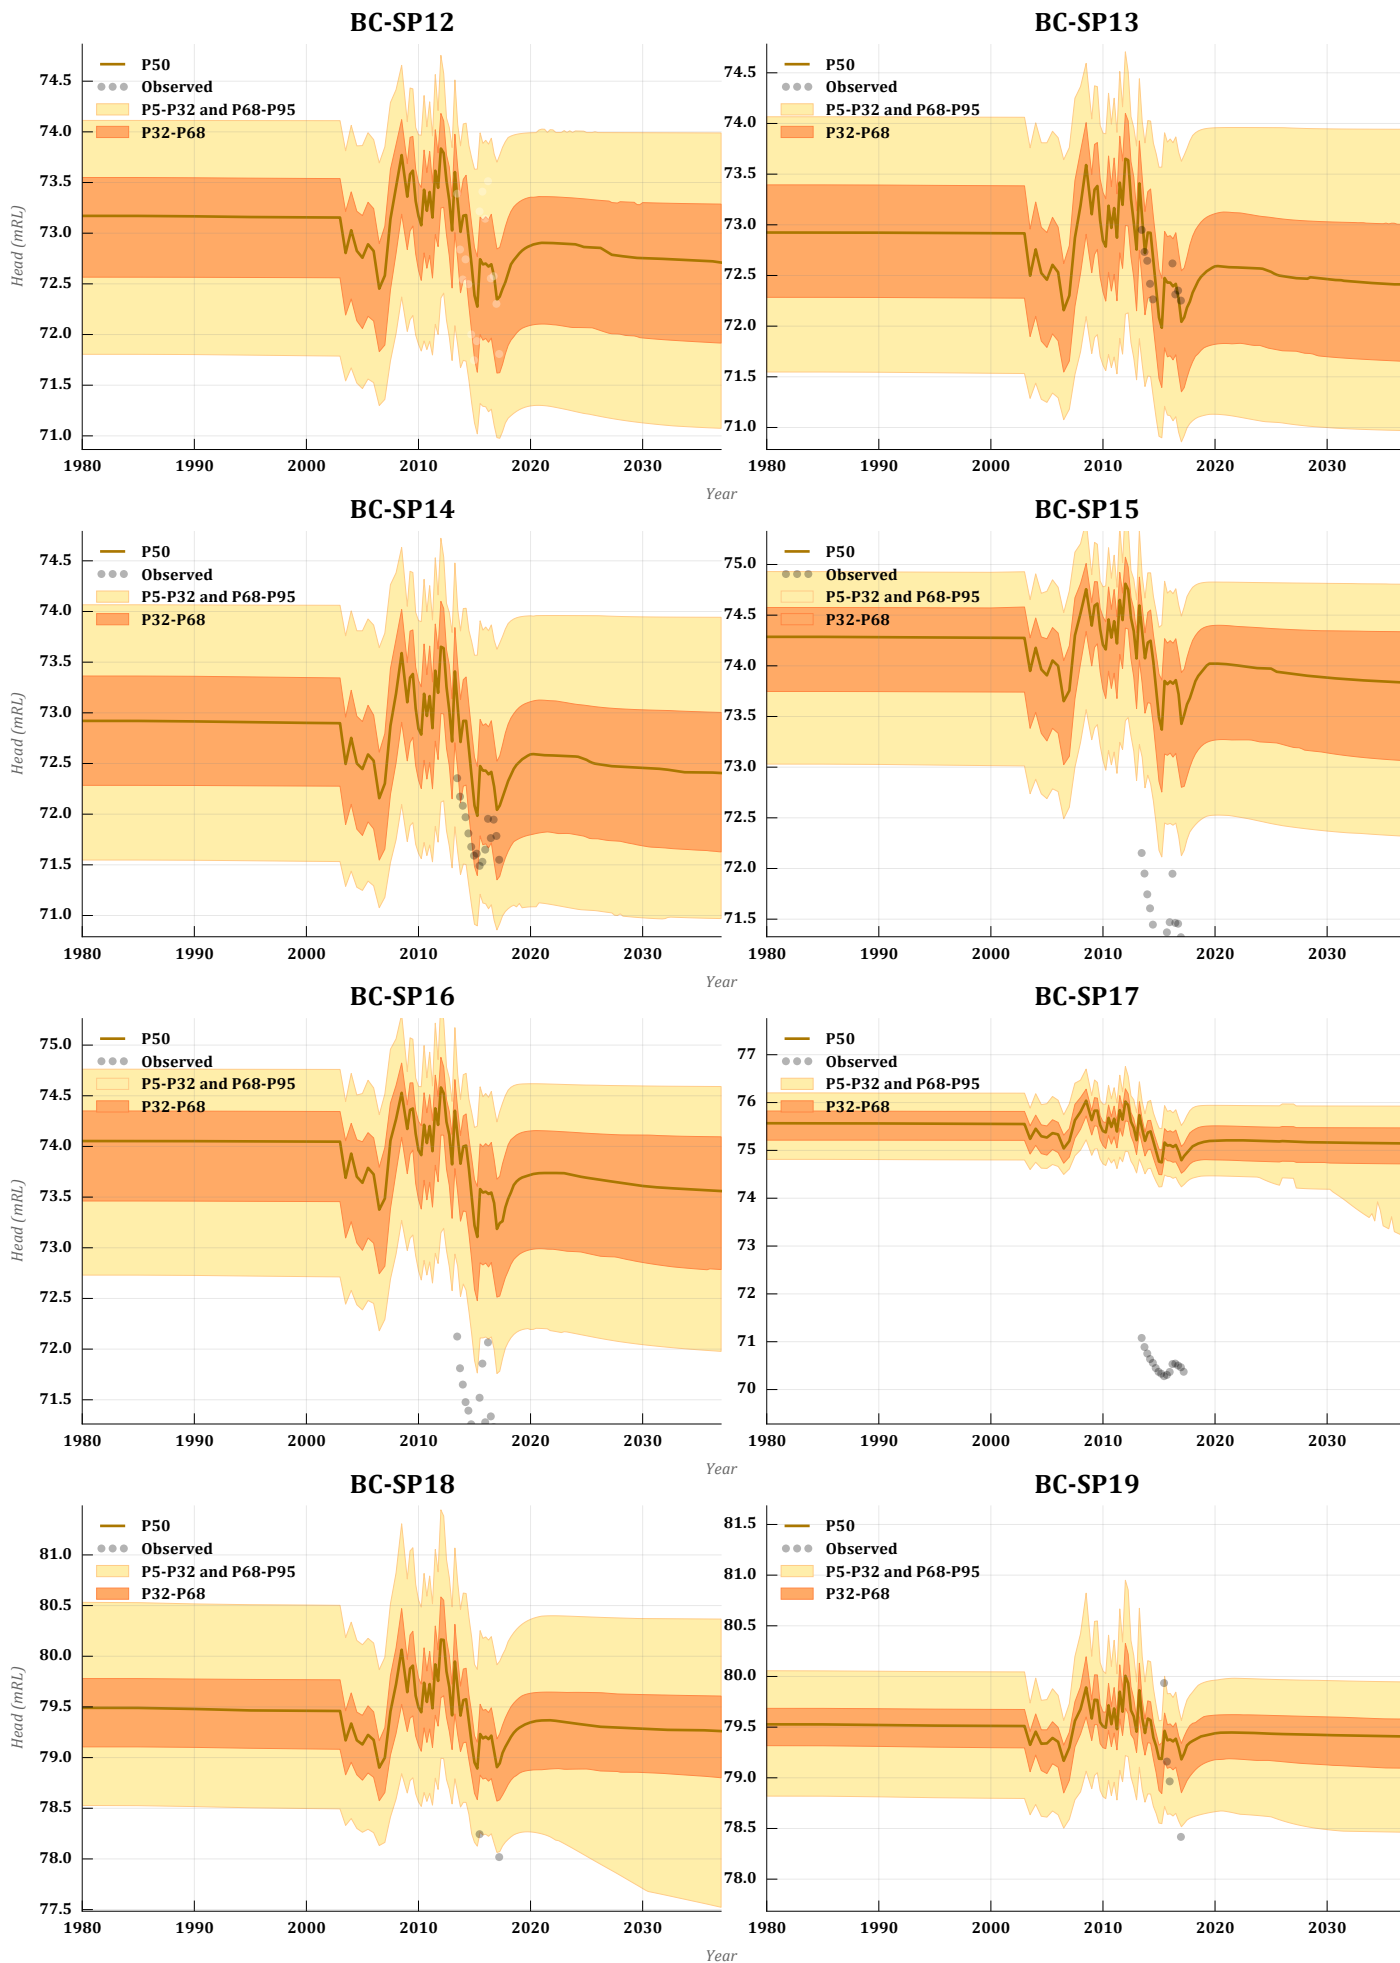 BC-SP12
BC-SP13
P50
Observed
P5-P32 and P68-P95
P32-P68
P50
Observed
P5-P32 and P68-P95
P32-P68
Head (mRL)
74.5
74.0
73.5
73.0
72.5
72.0
71.5
71.0
74.5
74.0
73.5
73.0
72.5
72.0
71.5
71.0
1980 1990 2000 2010 2020 2030
1980 1990 2000 2010 2020 2030
Year
BC-SP14
BC-SP15
P50
Observed
P5-P32 and P68-P95
P32-P68
P50
Observed
P5-P32 and P68-P95
P32-P68
Head (mRL)
74.5
74.0
73.5
73.0
72.5
72.0
71.5
71.0
75.0
74.5
74.0
73.5
73.0
72.5
72.0
71.5
1980 1990 2000 2010 2020 2030
1980 1990 2000 2010 2020 2030
Year
BC-SP16
BC-SP17
P50
Observed
P5-P32 and P68-P95
P32-P68
P50
Observed
P5-P32 and P68-P95
P32-P68
Head (mRL)
75.0
74.5
74.0
73.5
73.0
72.5
72.0
71.5
77
76
75
74
73
72
71
70
1980 1990 2000 2010 2020 2030
1980 1990 2000 2010 2020 2030
Year
BC-SP18
BC-SP19
P50
Observed
P5-P32 and P68-P95
P32-P68
P50
Observed
P5-P32 and P68-P95
P32-P68
Head (mRL)
81.0
80.5
80.0
79.5
79.0
78.5
78.0
77.5
81.5
81.0
80.5
80.0
79.5
79.0
78.5
78.0
1980 1990 2000 2010 2020 2030
1980 1990 2000 2010 2020 2030
Year